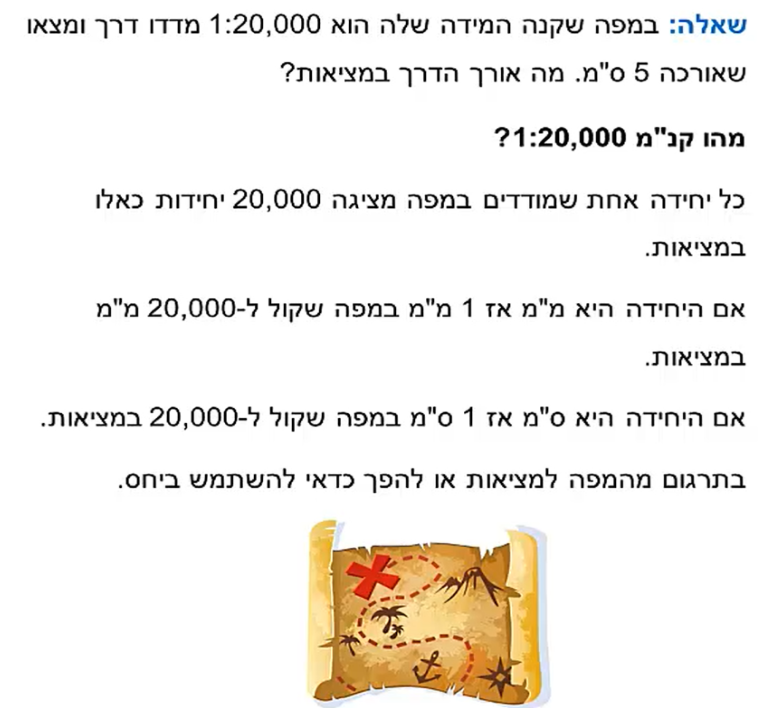 שאלה: במפה שקנה המידה שלה הוא 1:20,000 מדדו דרך ומצאו
שאורכה 5 ס"מ. מה אורך הדרך במציאות?
מהו קנ"מ 1:20,000?
כל יחידה אחת שמודדים במפה מציגה 20,000 יחידות כאלו
במציאות.
אם היחידה היא מ"מ אז 1 מ"מ במפה שקול ל-20,000 מ"מ
במציאות.
אם היחידה היא ס"מ אז 1 ס"מ במפה שקול ל-20,000 במציאות.
בתרגום מהמפה למציאות או להפך כדאי להשתמש ביחס.